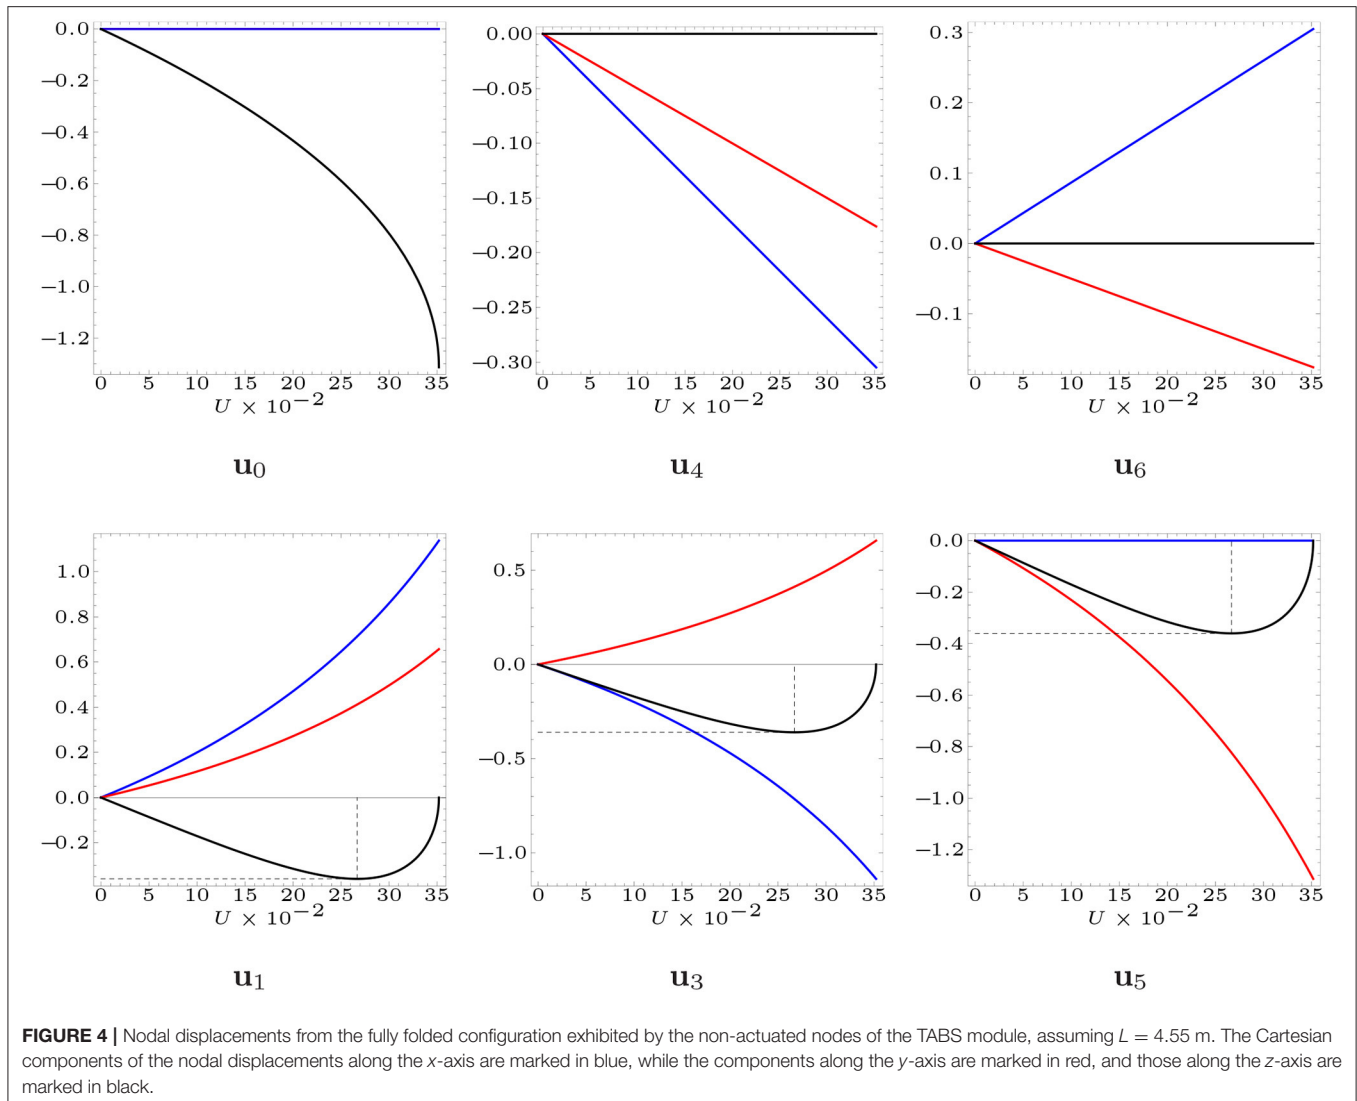 0.0
−0.2
−0.4
−0.6
−0.8
−1.0
−1.2
0 5 10 15 20 25 30 35
U × 10−2
u0
0.00
−0.05
−0.10
−0.15
−0.20
−0.25
−0.30
0 5 10 15 20 25 30 35
U × 10−2
u4
0.3
0.2
0.1
0.0
−0.1
0 5 10 15 20 25 30 35
U × 10−2
u6
1.0
0.8
0.6
0.4
0.2
0.0
−0.2
0 5 10 15 20 25 30 35
U × 10−2
u1
0.5
0.0
−0.5
−1.0
0 5 10 15 20 25 30 35
U × 10−2
u3
0.0
−0.2
−0.4
−0.6
−0.8
−1.0
−1.2
0 5 10 15 20 25 30 35
U × 10−2
u5
FIGURE 4 | Nodal displacements from the fully folded configuration exhibited by the non-actuated nodes of the TABS module, assuming L = 4.55 m. The Cartesian
components of the nodal displacements along the x-axis are marked in blue, while the components along the y-axis are marked in red, and those along the z-axis are
marked in black.